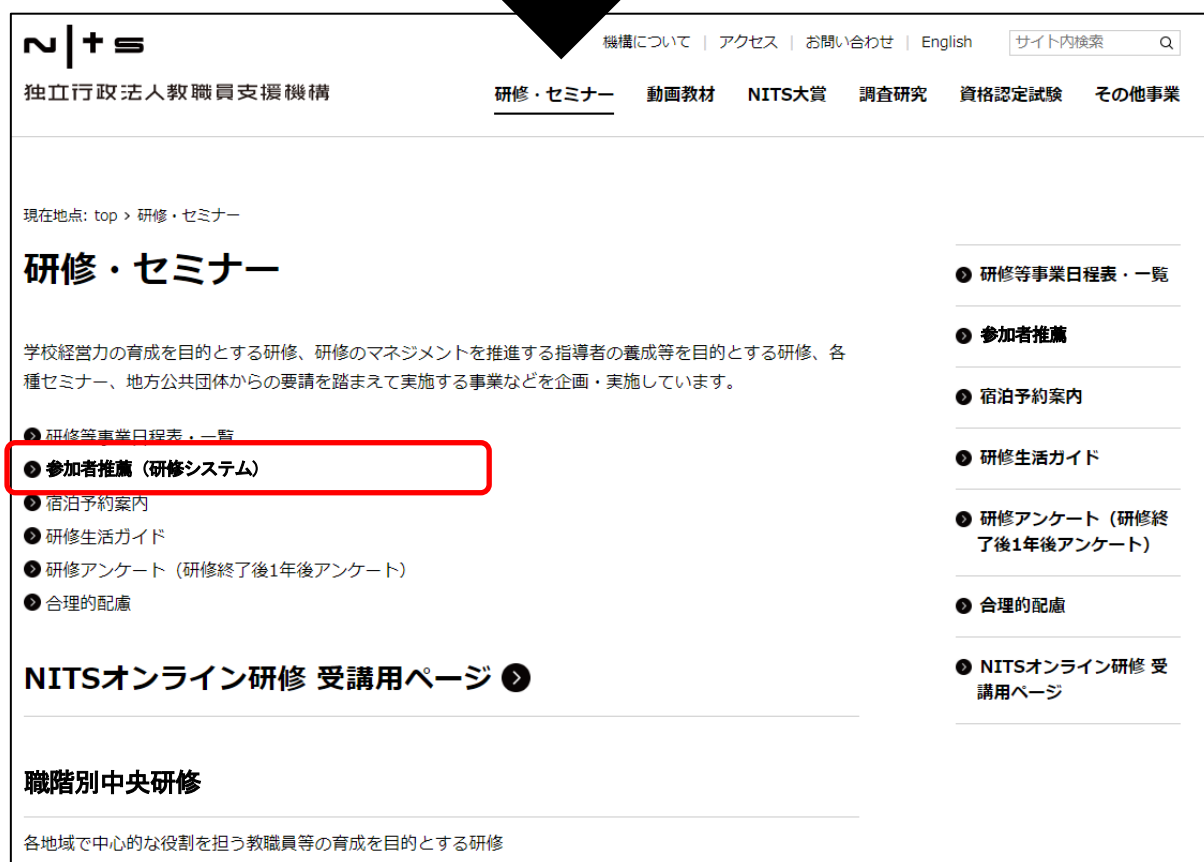 NITS
機構について | アクセス | お問い合わせ | English サイト内検索
独立行政法人教職員支援機構
研修・セミナー 動画教材 NITS大賞 調査研究 資格認定試験 その他事業
現在地点: top › 研修・セミナー
研修・セミナー
学校経営力の育成を目的とする研修、研修のマネジメントを推進する指導者の養成等を目的とする研修、各
種セミナー、地方公共団体からの要請を踏まえて実施する事業などを企画・実施しています。
研修等事業日程表・一覧
参加者推薦（研修システム）
宿泊予約案内
研修生活ガイド
研修アンケート（研修終了後1年後アンケート）
合理的配慮
NITSオンライン研修 受講用ページ
職階別中央研修
各地域で中心的な役割を担う教職員等の育成を目的とする研修
研修等事業日程表・一覧
参加者推薦
宿泊予約案内
研修生活ガイド
研修アンケート（研修終
了後1年後アンケート）
合理的配慮
NITSオンライン研修 受
講用ページ